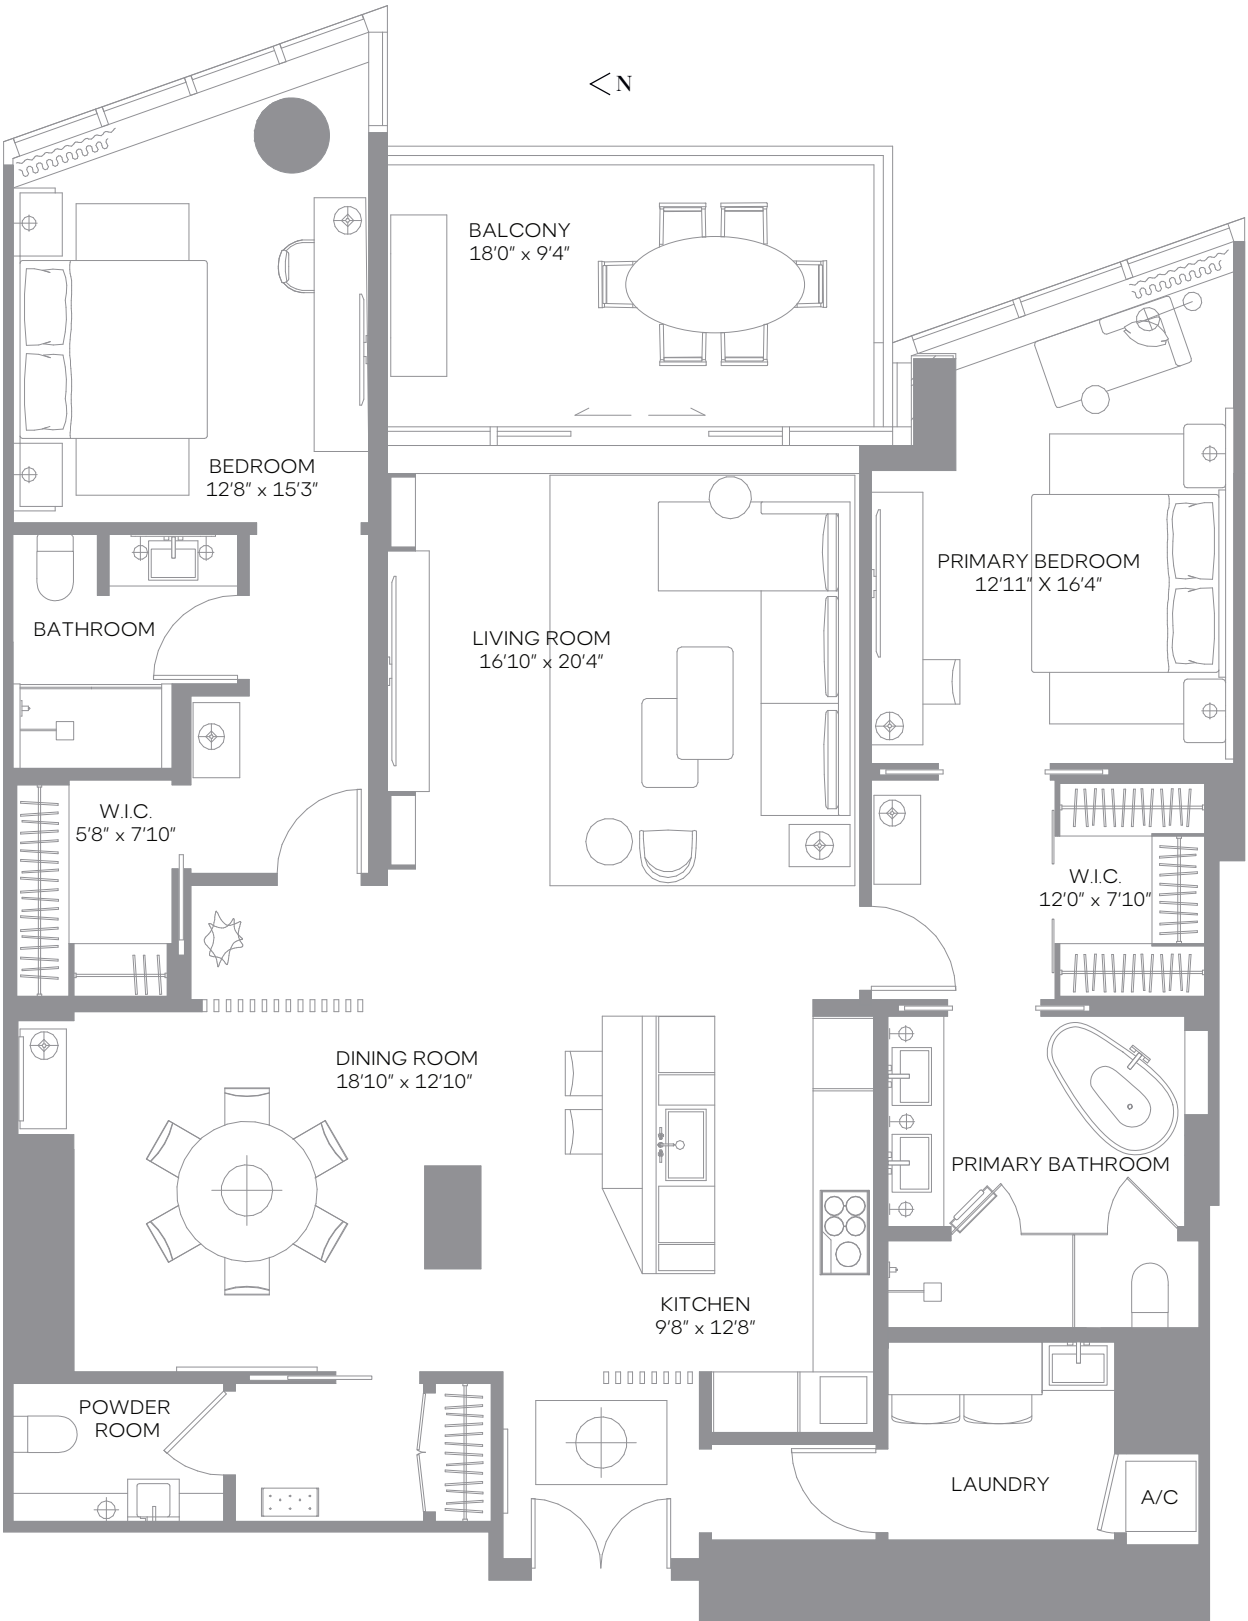 N
BALCONY
18'0" x 9'4"
BEDROOM
12'8" x 15'3"
PRIMARY BEDROOM
12'11" X 16'4"
BATHROOM
LIVING ROOM
16'10" x 20'4"
W.I.C.
5'8" x 7'10"
W.I.C.
12'0" x 7'10"
DINING ROOM
18'10" x 12'10"
PRIMARY BATHROOM
KITCHEN
9'8" x 12'8"
POWDER
ROOM
LAUNDRY
A/C